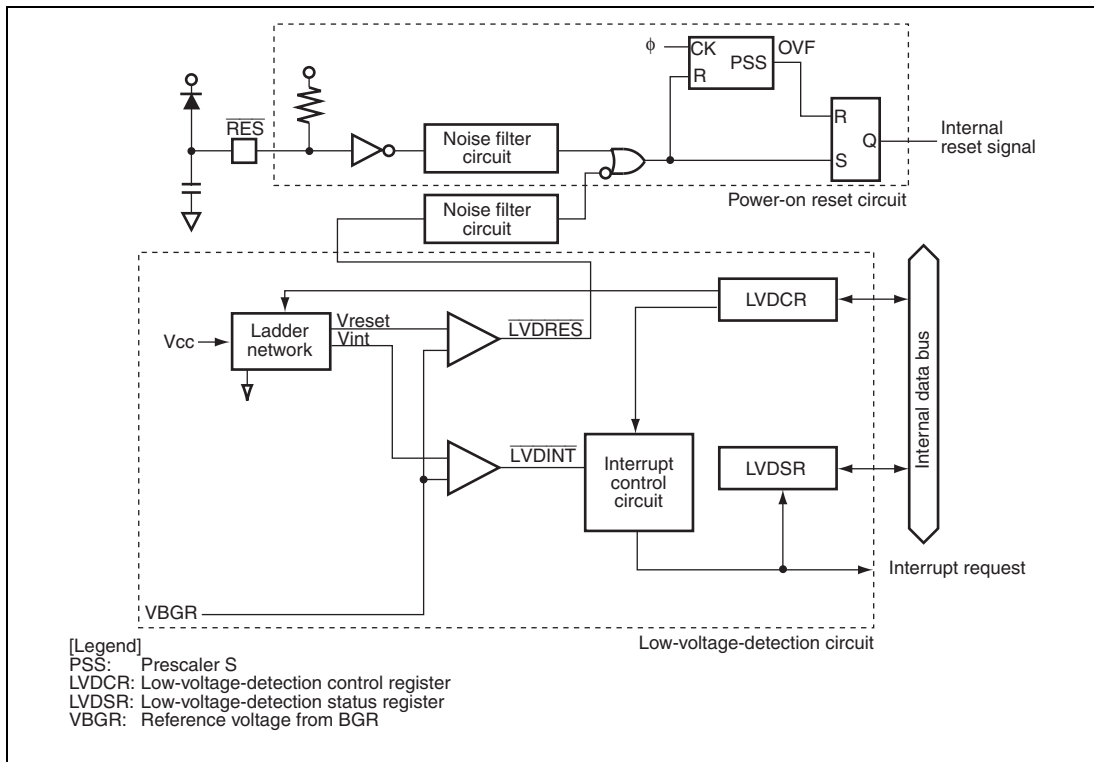 φ
CK
PSS
OVF
R
RES
Noise filter
circuit
R
Q
S
Internal
reset signal
Power-on reset circuit
Noise filter
circuit
LVDCR
Vcc
Ladder
network
Vreset
Vint
LVDRES
Internal data bus
LVDINT
Interrupt
control
circuit
LVDSR
Interrupt request
VBGR
Low-voltage-detection circuit
[Legend]
PSS: Prescaler S
LVDCR: Low-voltage-detection control register
LVDSR: Low-voltage-detection status register
VBGR: Reference voltage from BGR